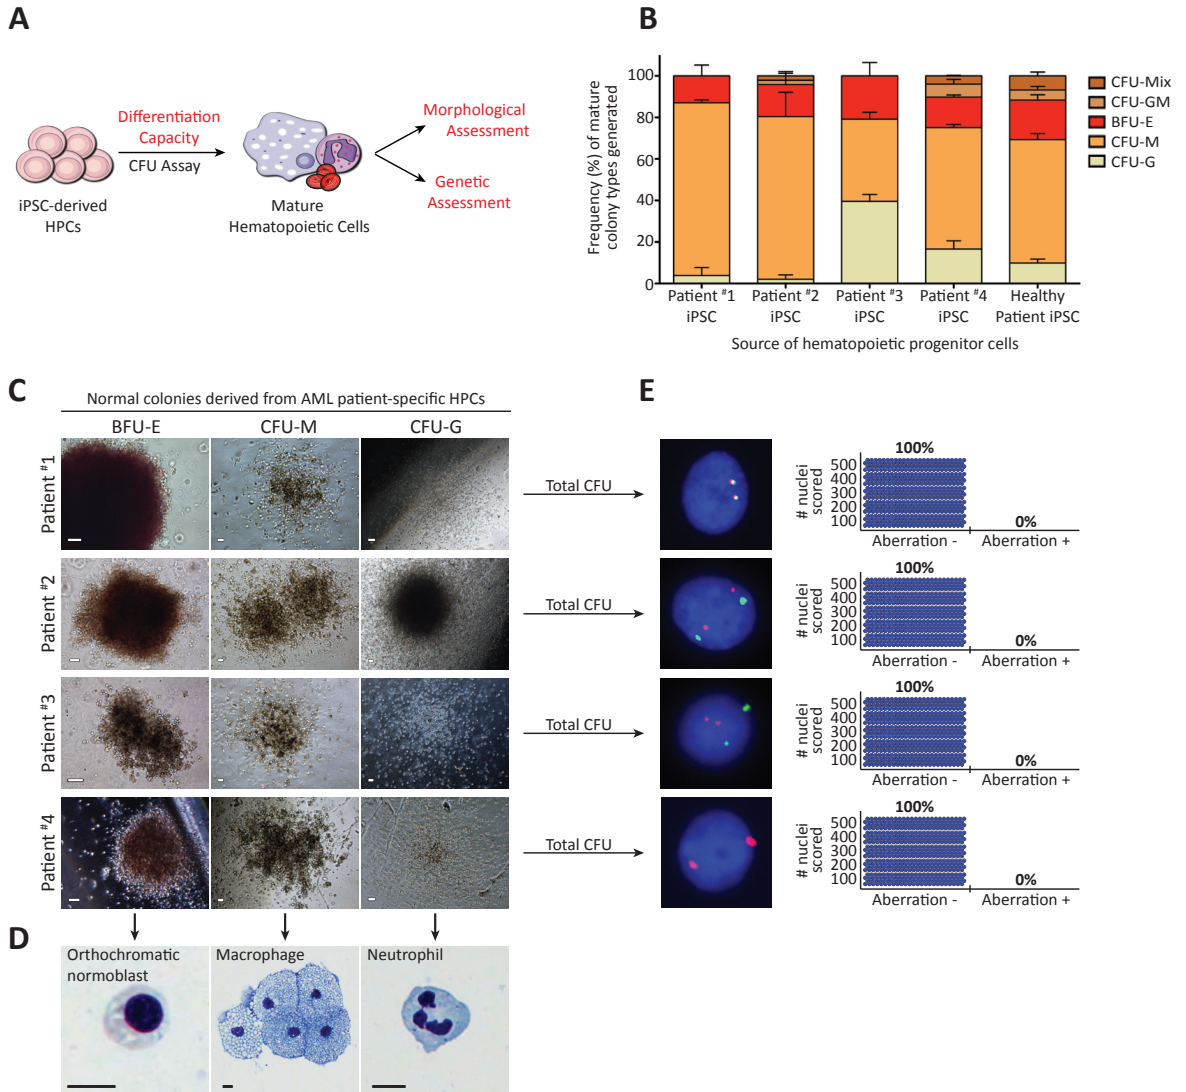 A
Differentiation
Capacity
CFU Assay
iPSC-derived
HPCs
Mature
Hematopoietic Cells
Morphological
Assessment
Genetic
Assessment
B
Frequency (%) of mature
colony types generated
100
80
60
40
20
0
Patient #1
iPSC
Patient #2
iPSC
Patient #3
iPSC
Patient #4
iPSC
Healthy
Patient iPSC
Source of hematopoietic progenitor cells
CFU-Mix
CFU-GM
BFU-E
CFU-M
CFU-G
C
Normal colonies derived from AML patient-specific HPCs
BFU-E CFU-M CFU-G
Patient #1
Total CFU
Patient #2
Total CFU
Patient #3
Total CFU
Patient #4
Total CFU
D
Orthochromatic
normoblast
Macrophage
Neutrophil
E
# nuclei
scored
500
400
300
200
100
100%
0%
Aberration - Aberration +
# nuclei
scored
500
400
300
200
100
100%
0%
Aberration - Aberration +
# nuclei
scored
500
400
300
200
100
100%
0%
Aberration - Aberration +
# nuclei
scored
500
400
300
200
100
100%
0%
Aberration - Aberration +